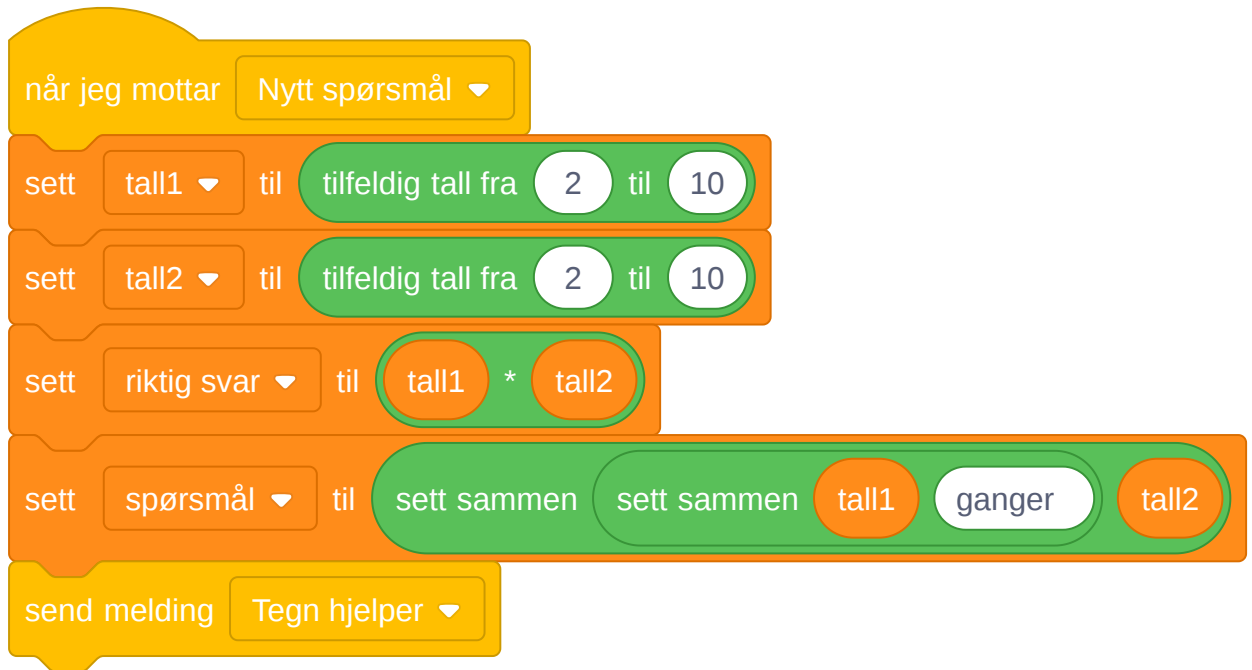 når jeg mottar Nytt spørsmål
sett tall1 til tilfeldig tall fra 2 til 10
sett tall2 til tilfeldig tall fra 2 til 10
sett riktig svar til tall1 * tall2
sett spørsmål til sett sammen sett sammen tall1 ganger tall2
send melding Tegn hjelper